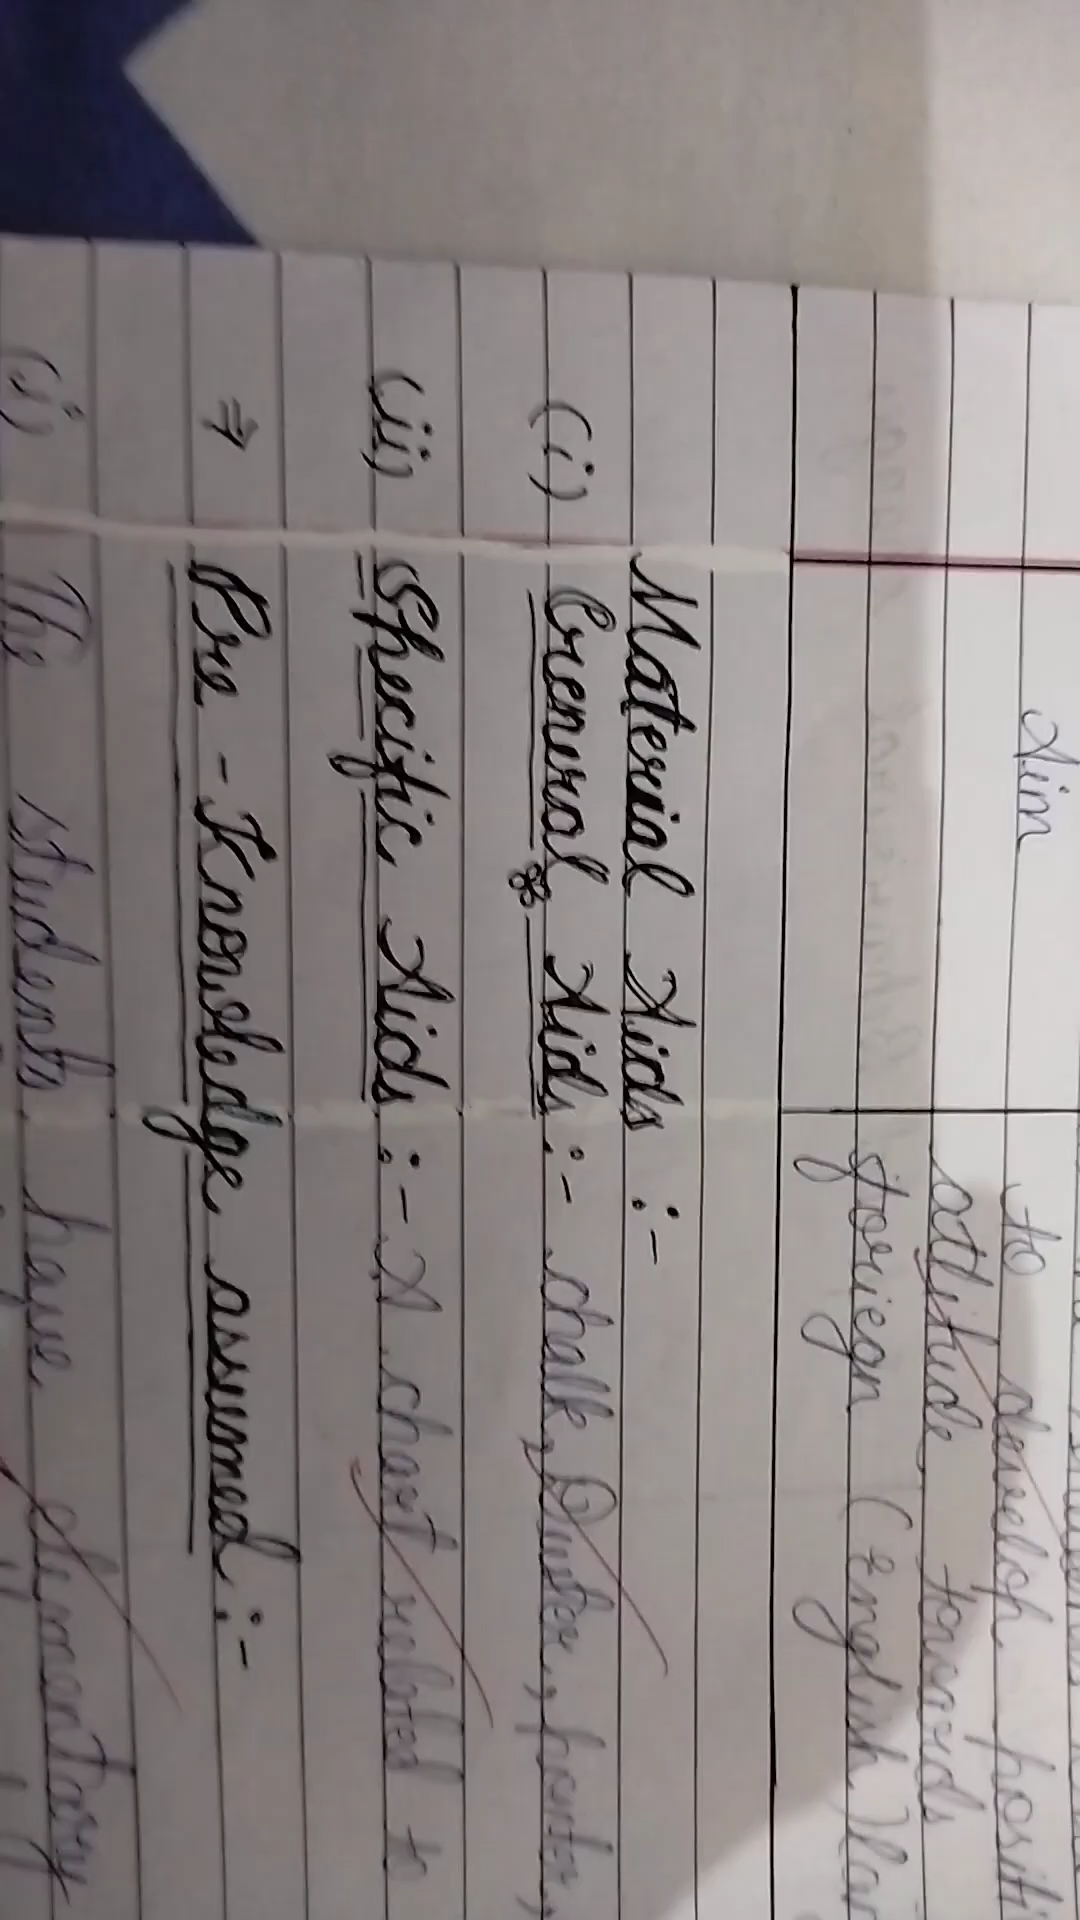 Aim to develop positi
attitude towards
foriegn (English) lan
Material Aids :-
(i) General Aids :- chalk, Duster, pointer,
(ii) Specific Aids :- A chart related to
⇒ Pre - Knowledge assumed :-
(i) The students have elementary